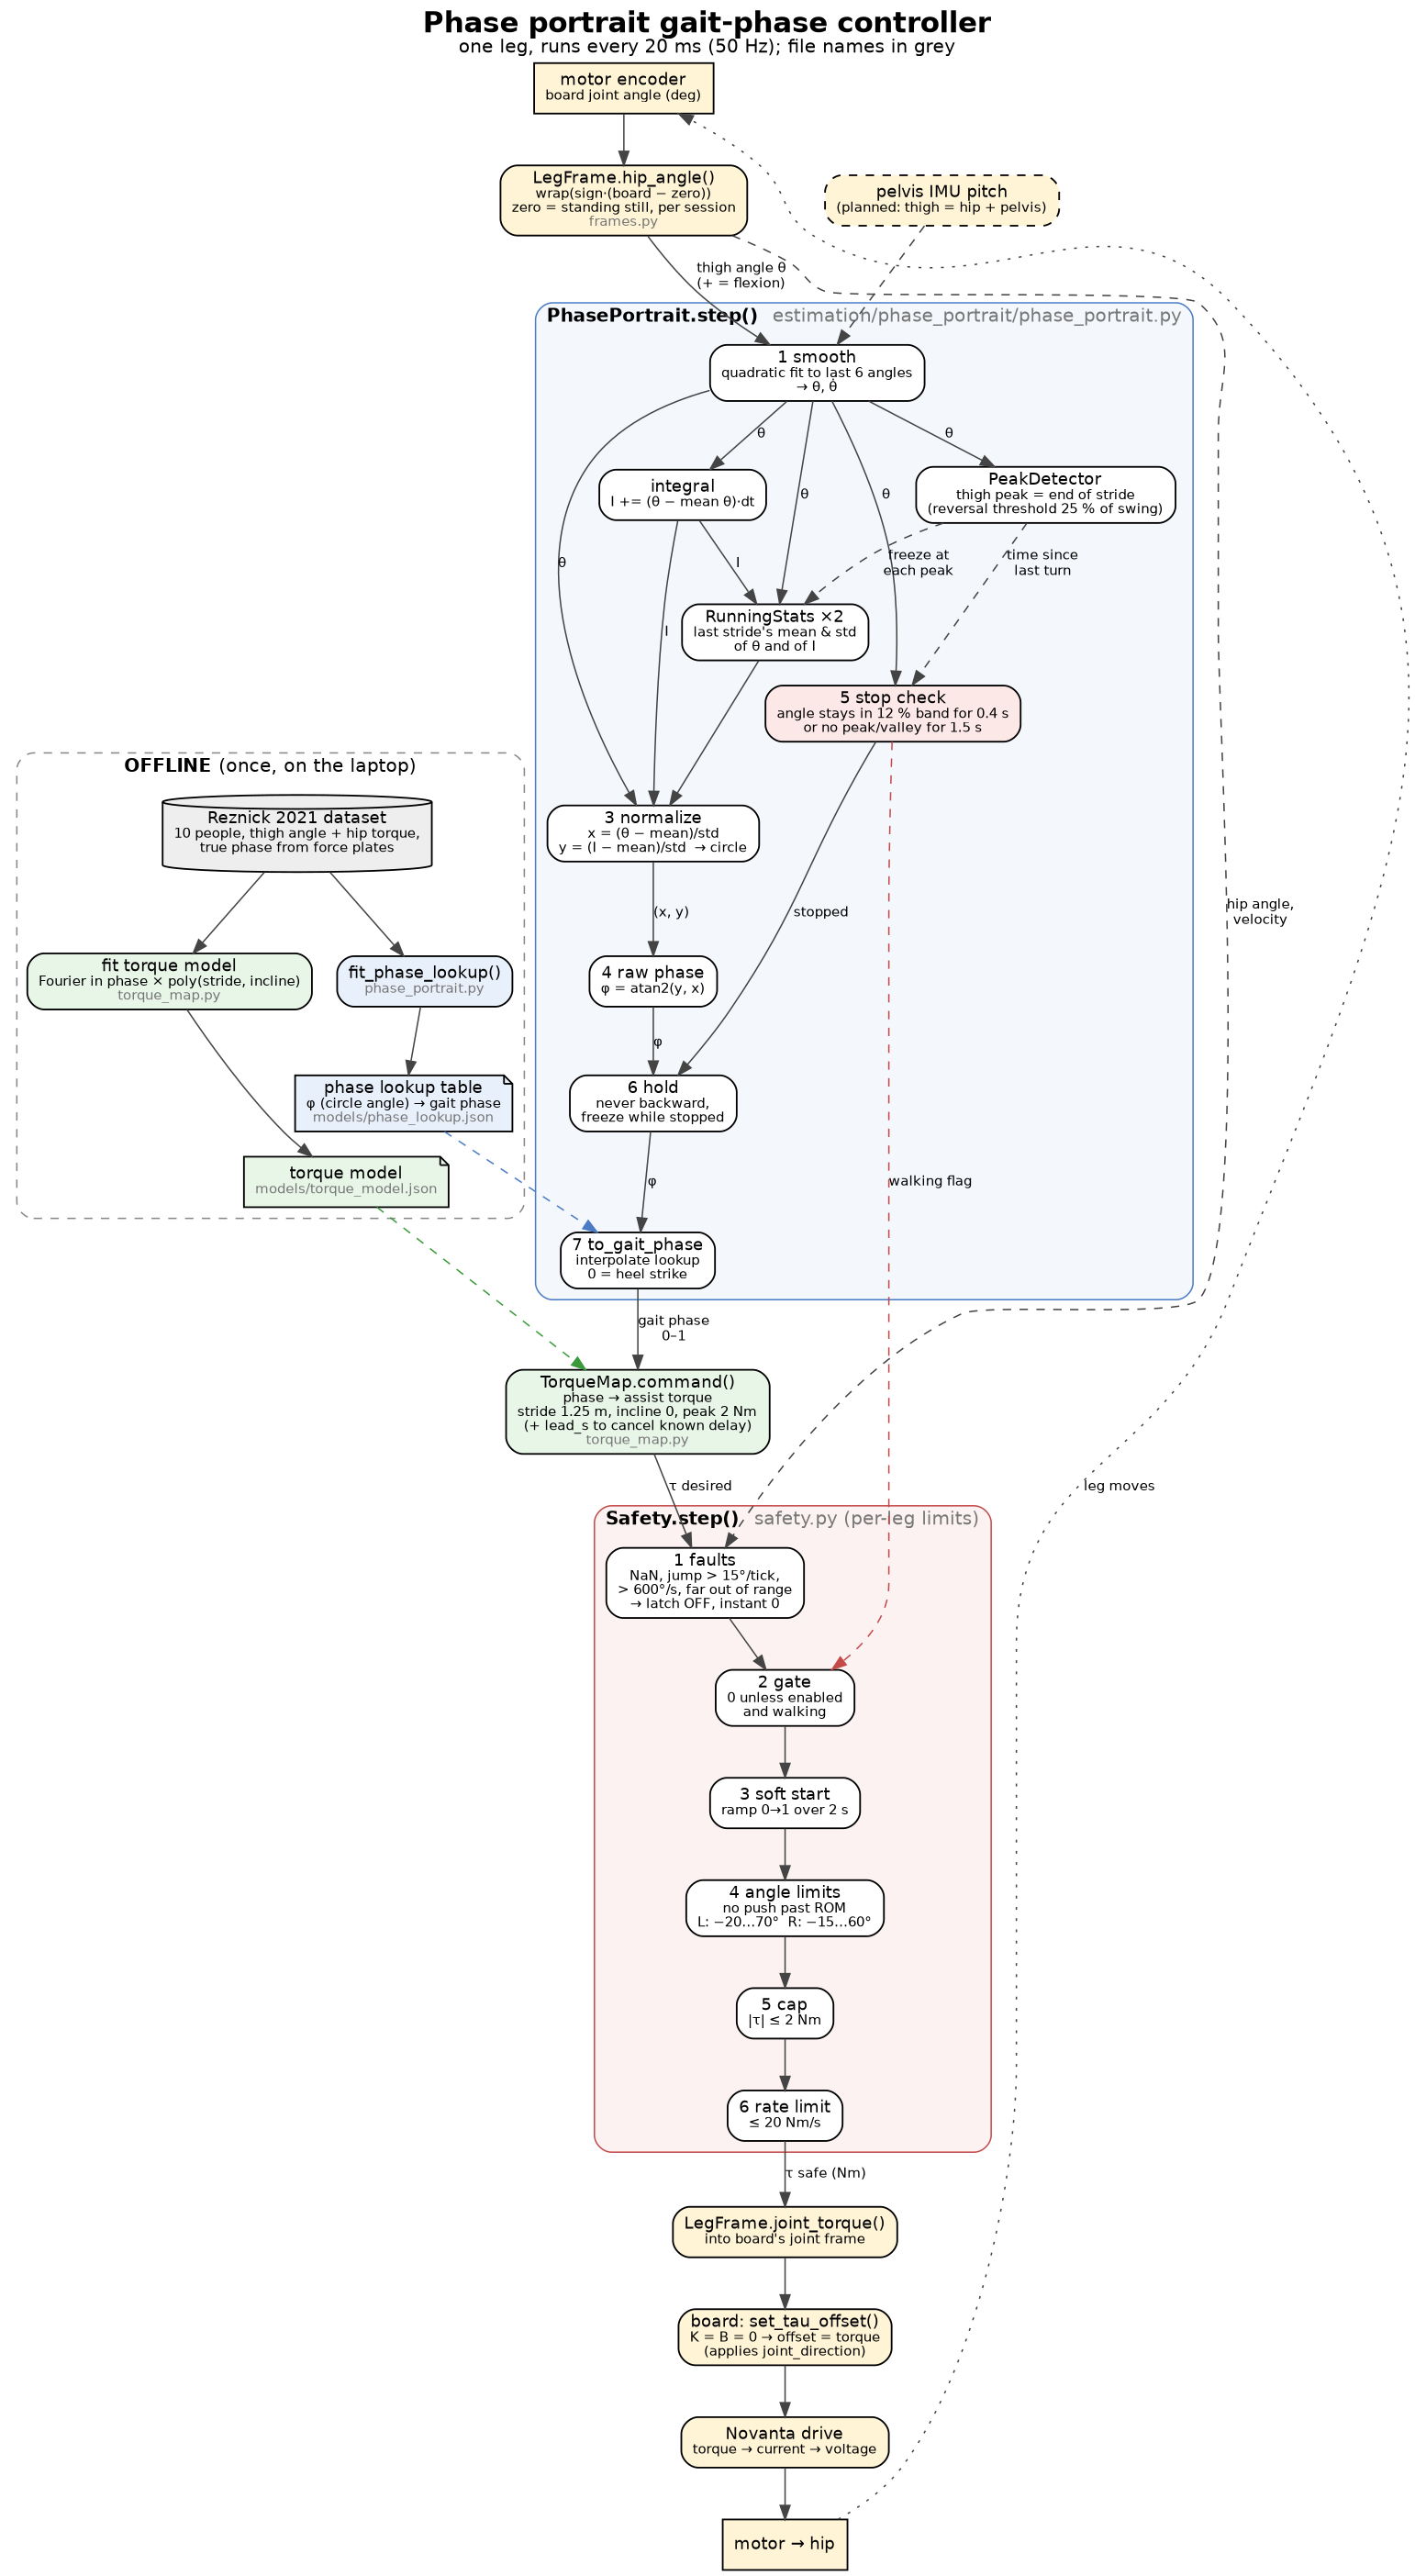 Phase portrait gait-phase controller
one leg, runs every 20 ms (50 Hz); file names in grey
motor encoder
board joint angle (deg)
LegFrame.hip_angle()
wrap(sign·(board − zero))
zero = standing still, per session
frames.py
pelvis IMU pitch
(planned: thigh = hip + pelvis)
thigh angle θ
(+ = flexion)
PhasePortrait.step() estimation/phase_portrait/phase_portrait.py
1 smooth
quadratic fit to last 6 angles
→ θ, θ̇
θ
θ
integral
I += (θ − mean θ)·dt
θ
θ
PeakDetector
thigh peak = end of stride
(reversal threshold 25 % of swing)
θ
I
freeze at
each peak
time since
last turn
RunningStats ×2
last stride's mean & std
of θ and of I
I
5 stop check
angle stays in 12 % band for 0.4 s
or no peak/valley for 1.5 s
OFFLINE (once, on the laptop)
Reznick 2021 dataset
10 people, thigh angle + hip torque,
true phase from force plates
3 normalize
x = (θ − mean)/std
y = (I − mean)/std → circle
(x, y)
stopped
hip angle,
velocity
fit torque model
Fourier in phase × poly(stride, incline)
torque_map.py
fit_phase_lookup()
phase_portrait.py
4 raw phase
φ = atan2(y, x)
φ
phase lookup table
φ (circle angle) → gait phase
models/phase_lookup.json
6 hold
never backward,
freeze while stopped
torque model
models/torque_model.json
φ
walking flag
7 to_gait_phase
interpolate lookup
0 = heel strike
gait phase
0–1
TorqueMap.command()
phase → assist torque
stride 1.25 m, incline 0, peak 2 Nm
(+ lead_s to cancel known delay)
torque_map.py
τ desired
leg moves
Safety.step() safety.py (per-leg limits)
1 faults
NaN, jump > 15°/tick,
> 600°/s, far out of range
→ latch OFF, instant 0
2 gate
0 unless enabled
and walking
3 soft start
ramp 0→1 over 2 s
4 angle limits
no push past ROM
L: −20…70° R: −15…60°
5 cap
|τ| ≤ 2 Nm
6 rate limit
≤ 20 Nm/s
τ safe (Nm)
LegFrame.joint_torque()
into board's joint frame
board: set_tau_offset()
K = B = 0 → offset = torque
(applies joint_direction)
Novanta drive
torque → current → voltage
motor → hip